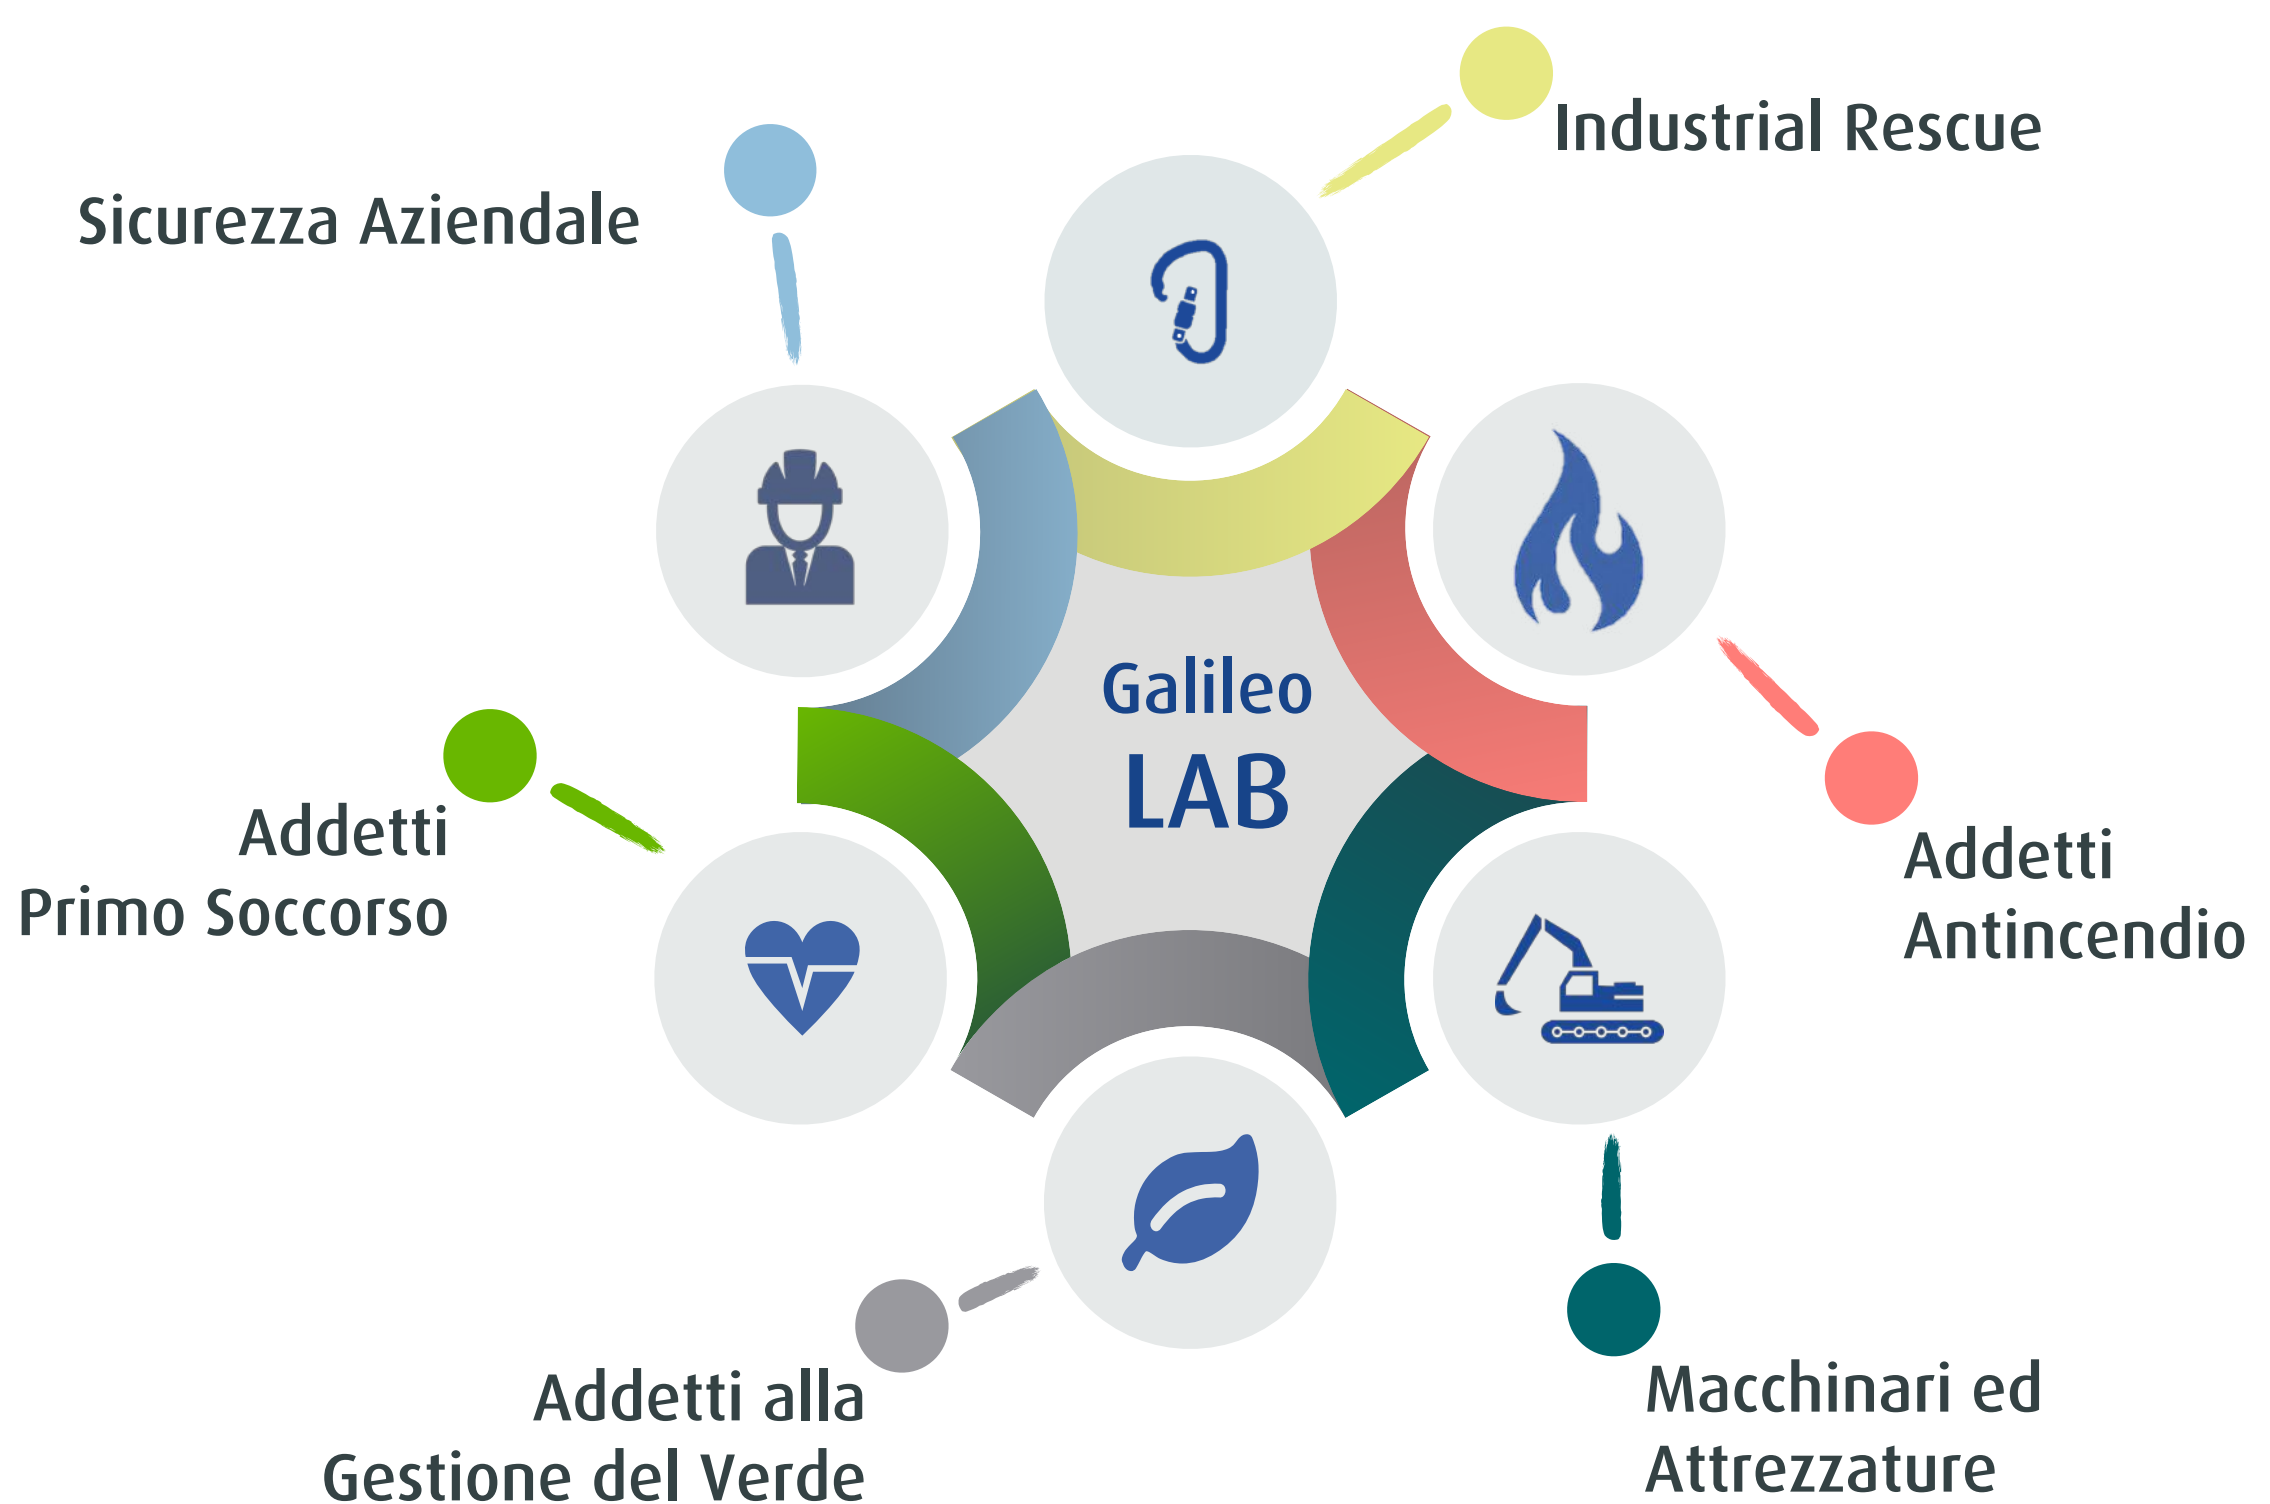 Industrial Rescue
Sicurezza Aziendale
Galileo
LAB
Addetti
Primo Soccorso
Addetti
Antincendio
Addetti alla
Gestione del Verde
Macchinari ed
Attrezzature